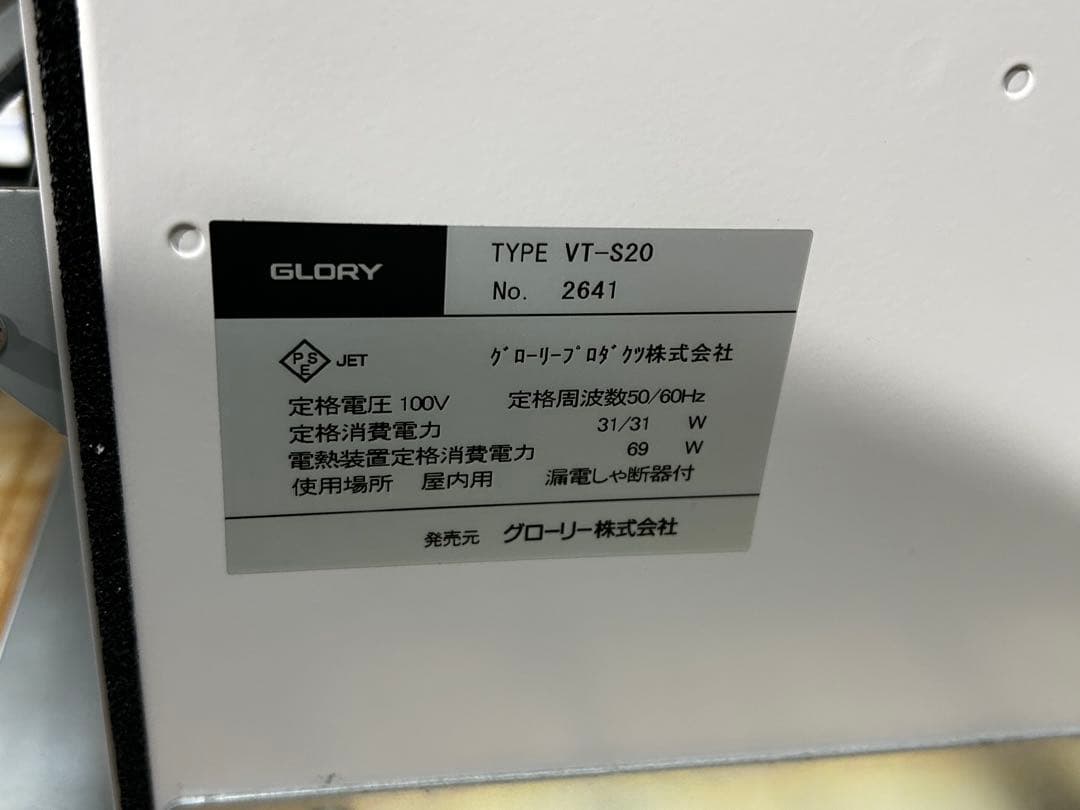 GLORY
TYPE VT-S20
No. 2641
PSE JET
ｸﾞﾛｰﾘｰﾌﾟﾛﾀﾞｸﾂ株式会社
定格電圧 100V 定格周波数50/60Hz
定格消費電力 31/31 W
電熱装置定格消費電力 69 W
使用場所 屋内用 漏電しゃ断器付
発売元 グローリー株式会社